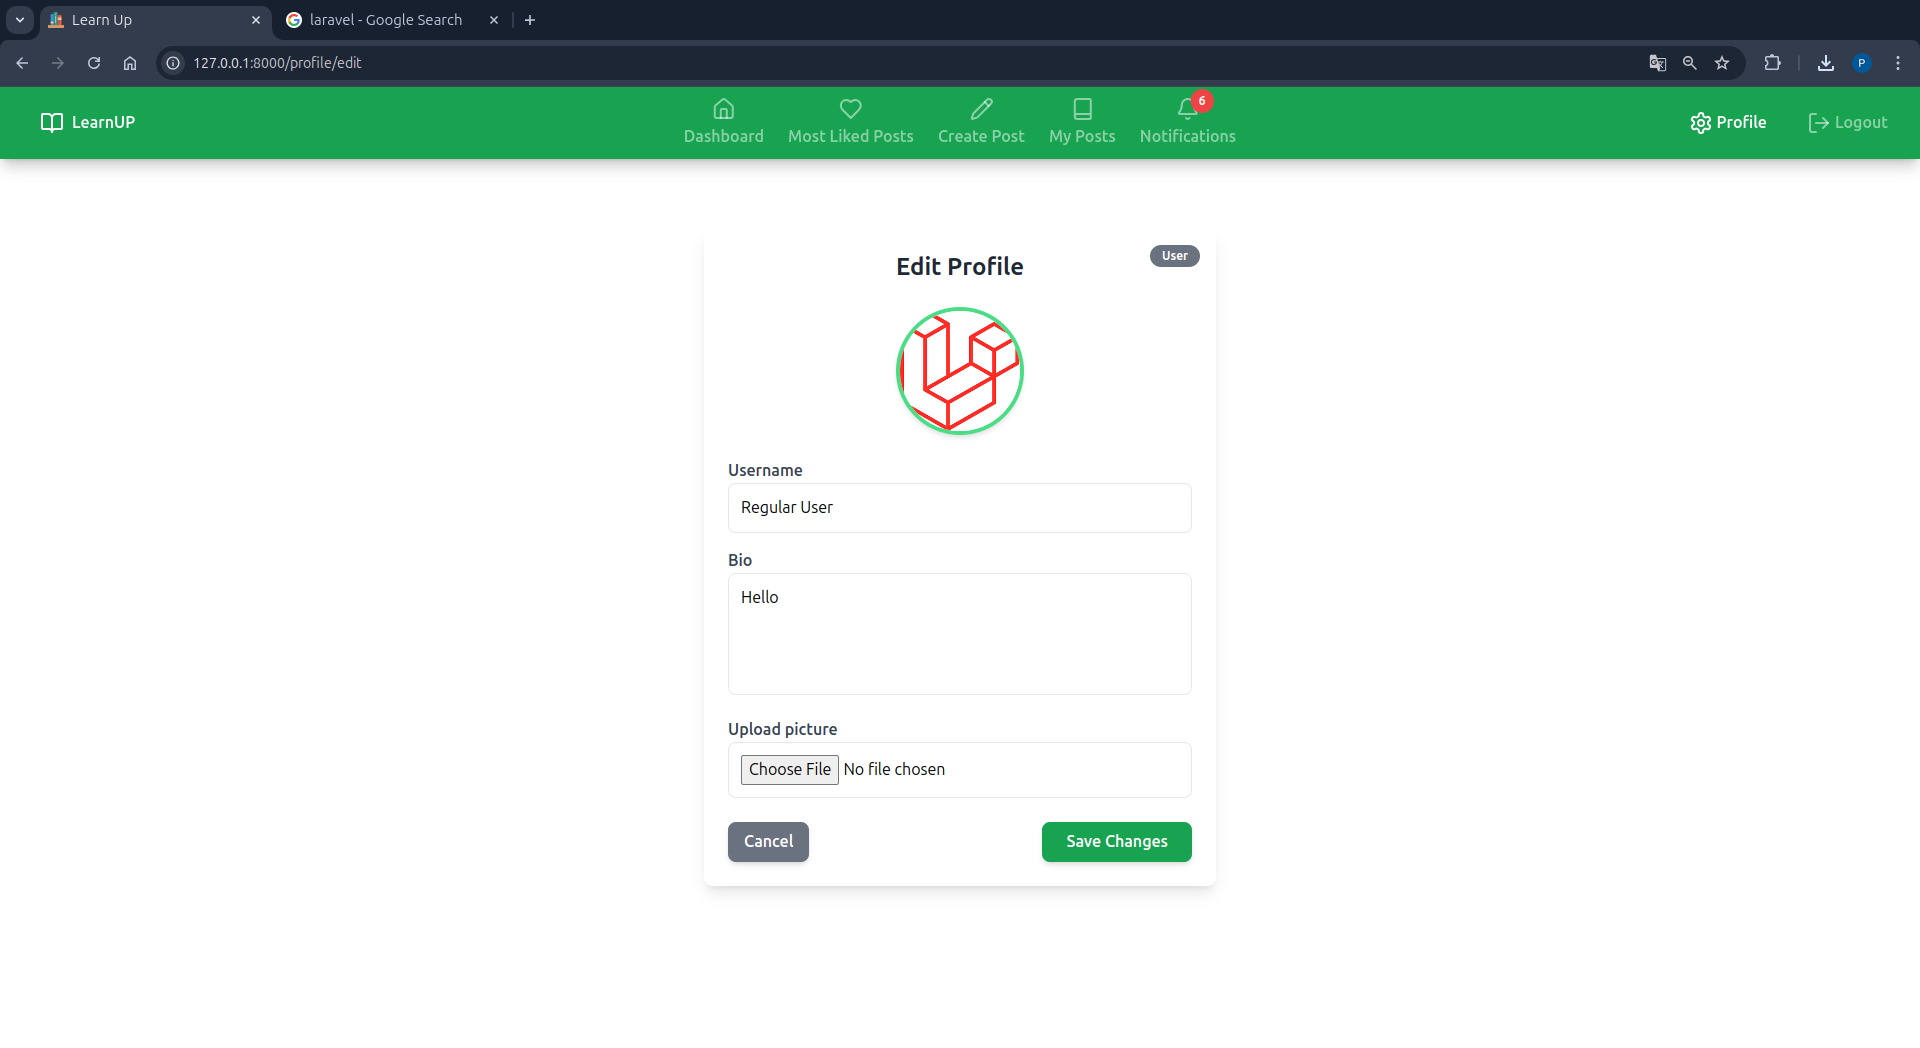 Learn Up
laravel - Google Search
127.0.0.1:8000/profile/edit
P
LearnUP
Dashboard
Most Liked Posts
Create Post
My Posts
6
Notifications
Profile
Logout
Edit Profile
User
Username
Regular User
Bio
Hello
Upload picture
Choose File No file chosen
Cancel
Save Changes